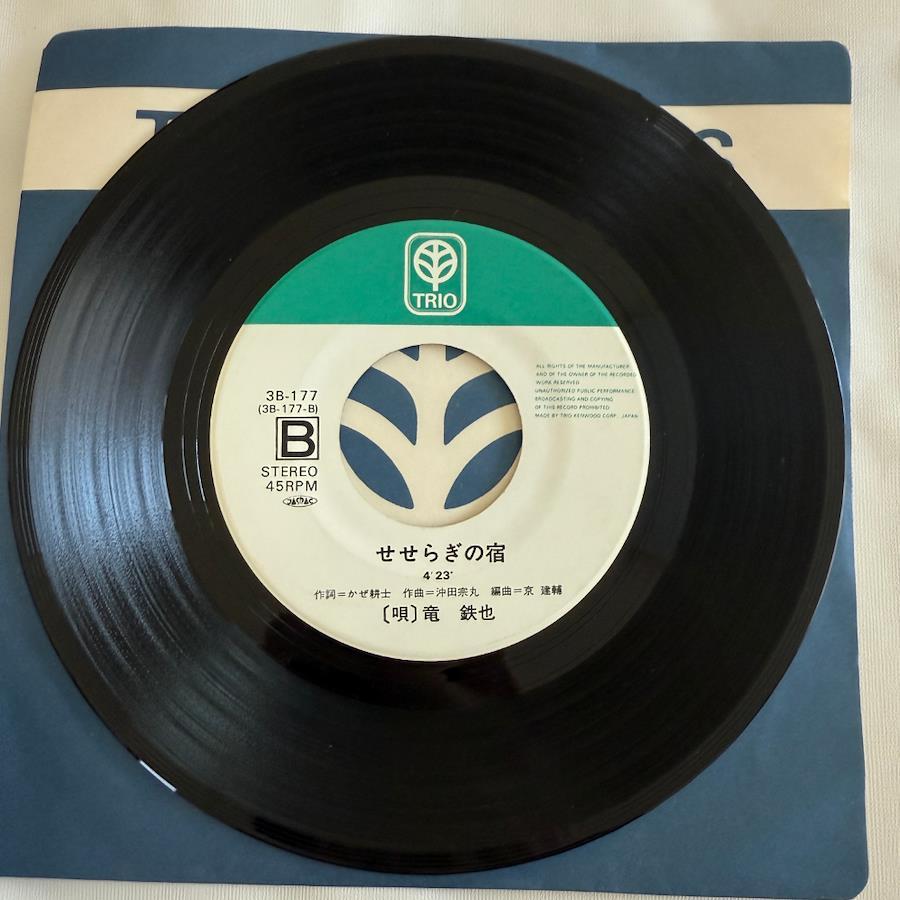 TRIO
3B-177
(3B-177-B)
B
STEREO
45RPM
JASRAC
ALL RIGHTS OF THE MANUFACTURER
AND OF THE OWNER OF THE RECORDED
WORK RESERVED
UNAUTHORIZED PUBLIC PERFORMANCE
BROADCASTING AND COPYING
OF THIS RECORD PROHIBITED
MADE BY TRIO KENWOOD CORP., JAPAN
せせらぎの宿
4'23"
作詞=かぜ耕士 作曲=沖田宗丸 編曲=京 建輔
〔唄〕竜 鉄也